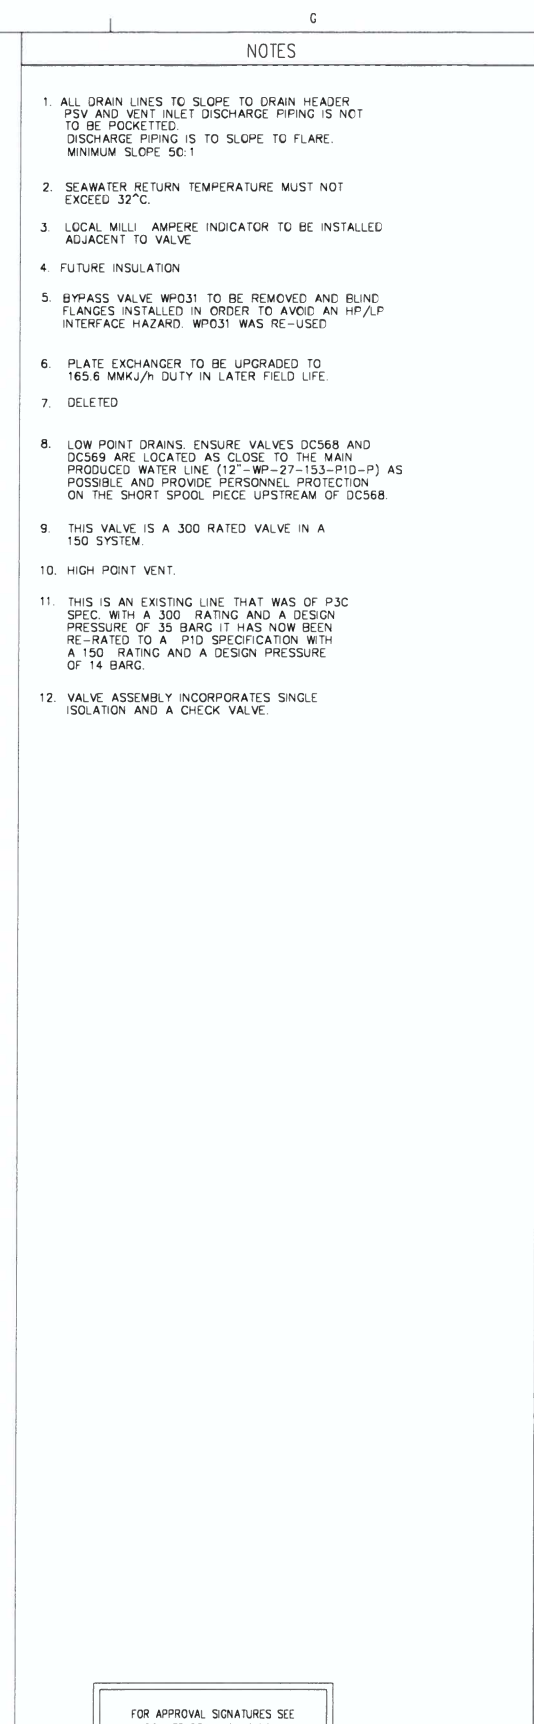 G
NOTES
1. ALL DRAIN LINES TO SLOPE TO DRAIN HEADER
PSV AND VENT INLET DISCHARGE PIPING IS NOT
TO BE POCKETTED.
DISCHARGE PIPING IS TO SLOPE TO FLARE.
MINIMUM SLOPE 50:1
2. SEAWATER RETURN TEMPERATURE MUST NOT
EXCEED 32^C.
3. LOCAL MILLI AMPERE INDICATOR TO BE INSTALLED
ADJACENT TO VALVE
4. FUTURE INSULATION
5. BYPASS VALVE WP031 TO BE REMOVED AND BLIND
FLANGES INSTALLED IN ORDER TO AVOID AN HP/LP
INTERFACE HAZARD. WP031 WAS RE-USED
6. PLATE EXCHANGER TO BE UPGRADED TO
165.6 MMKJ/h DUTY IN LATER FIELD LIFE.
7. DELETED
8. LOW POINT DRAINS. ENSURE VALVES DC568 AND
DC569 ARE LOCATED AS CLOSE TO THE MAIN
PRODUCED WATER LINE (12"-WP-27-153-P1D-P) AS
POSSIBLE AND PROVIDE PERSONNEL PROTECTION
ON THE SHORT SPOOL PIECE UPSTREAM OF DC568.
9. THIS VALVE IS A 300 RATED VALVE IN A
150 SYSTEM.
10. HIGH POINT VENT.
11. THIS IS AN EXISTING LINE THAT WAS OF P3C
SPEC. WITH A 300 RATING AND A DESIGN
PRESSURE OF 35 BARG IT HAS NOW BEEN
RE-RATED TO A P1D SPECIFICATION WITH
A 150 RATING AND A DESIGN PRESSURE
OF 14 BARG.
12. VALVE ASSEMBLY INCORPORATES SINGLE
ISOLATION AND A CHECK VALVE.
FOR APPROVAL SIGNATURES SEE